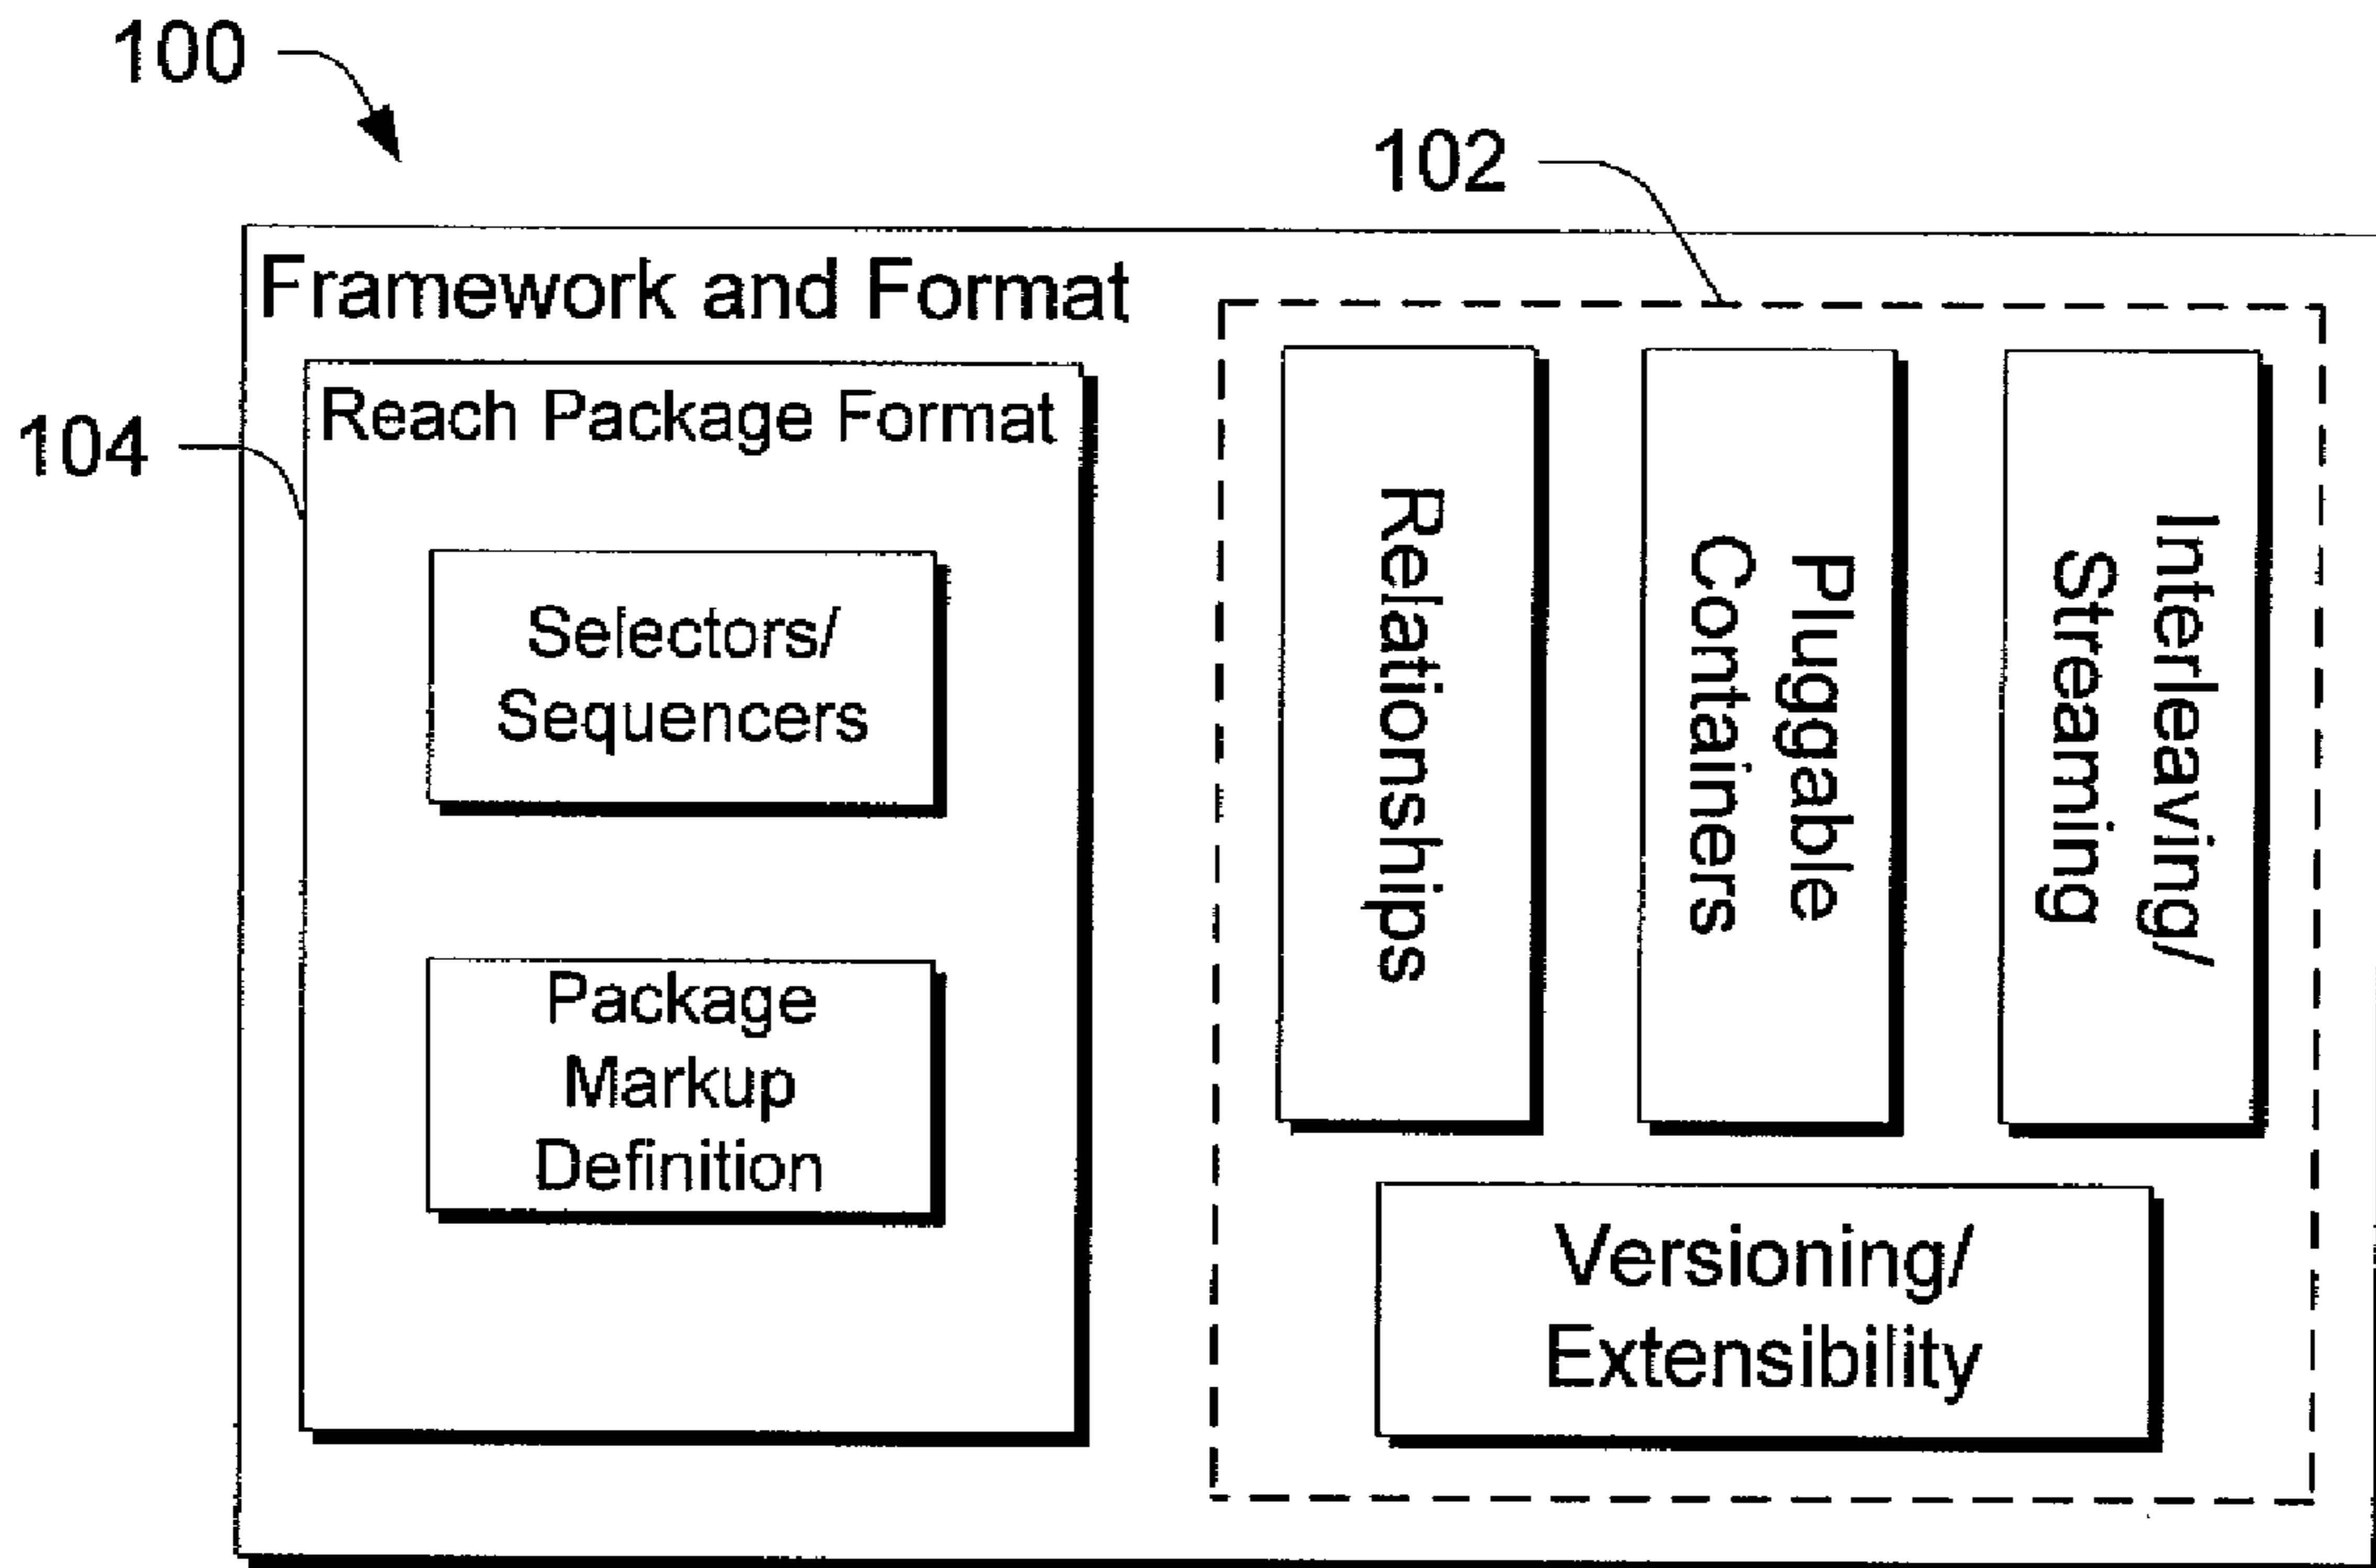 100
102
Framework and Format
104
Reach Package Format
Selectors/
Sequencers
Package
Markup
Definition
Relationships
Pluggable
Containers
Interleaving/
Streaming
Versioning/
Extensibility